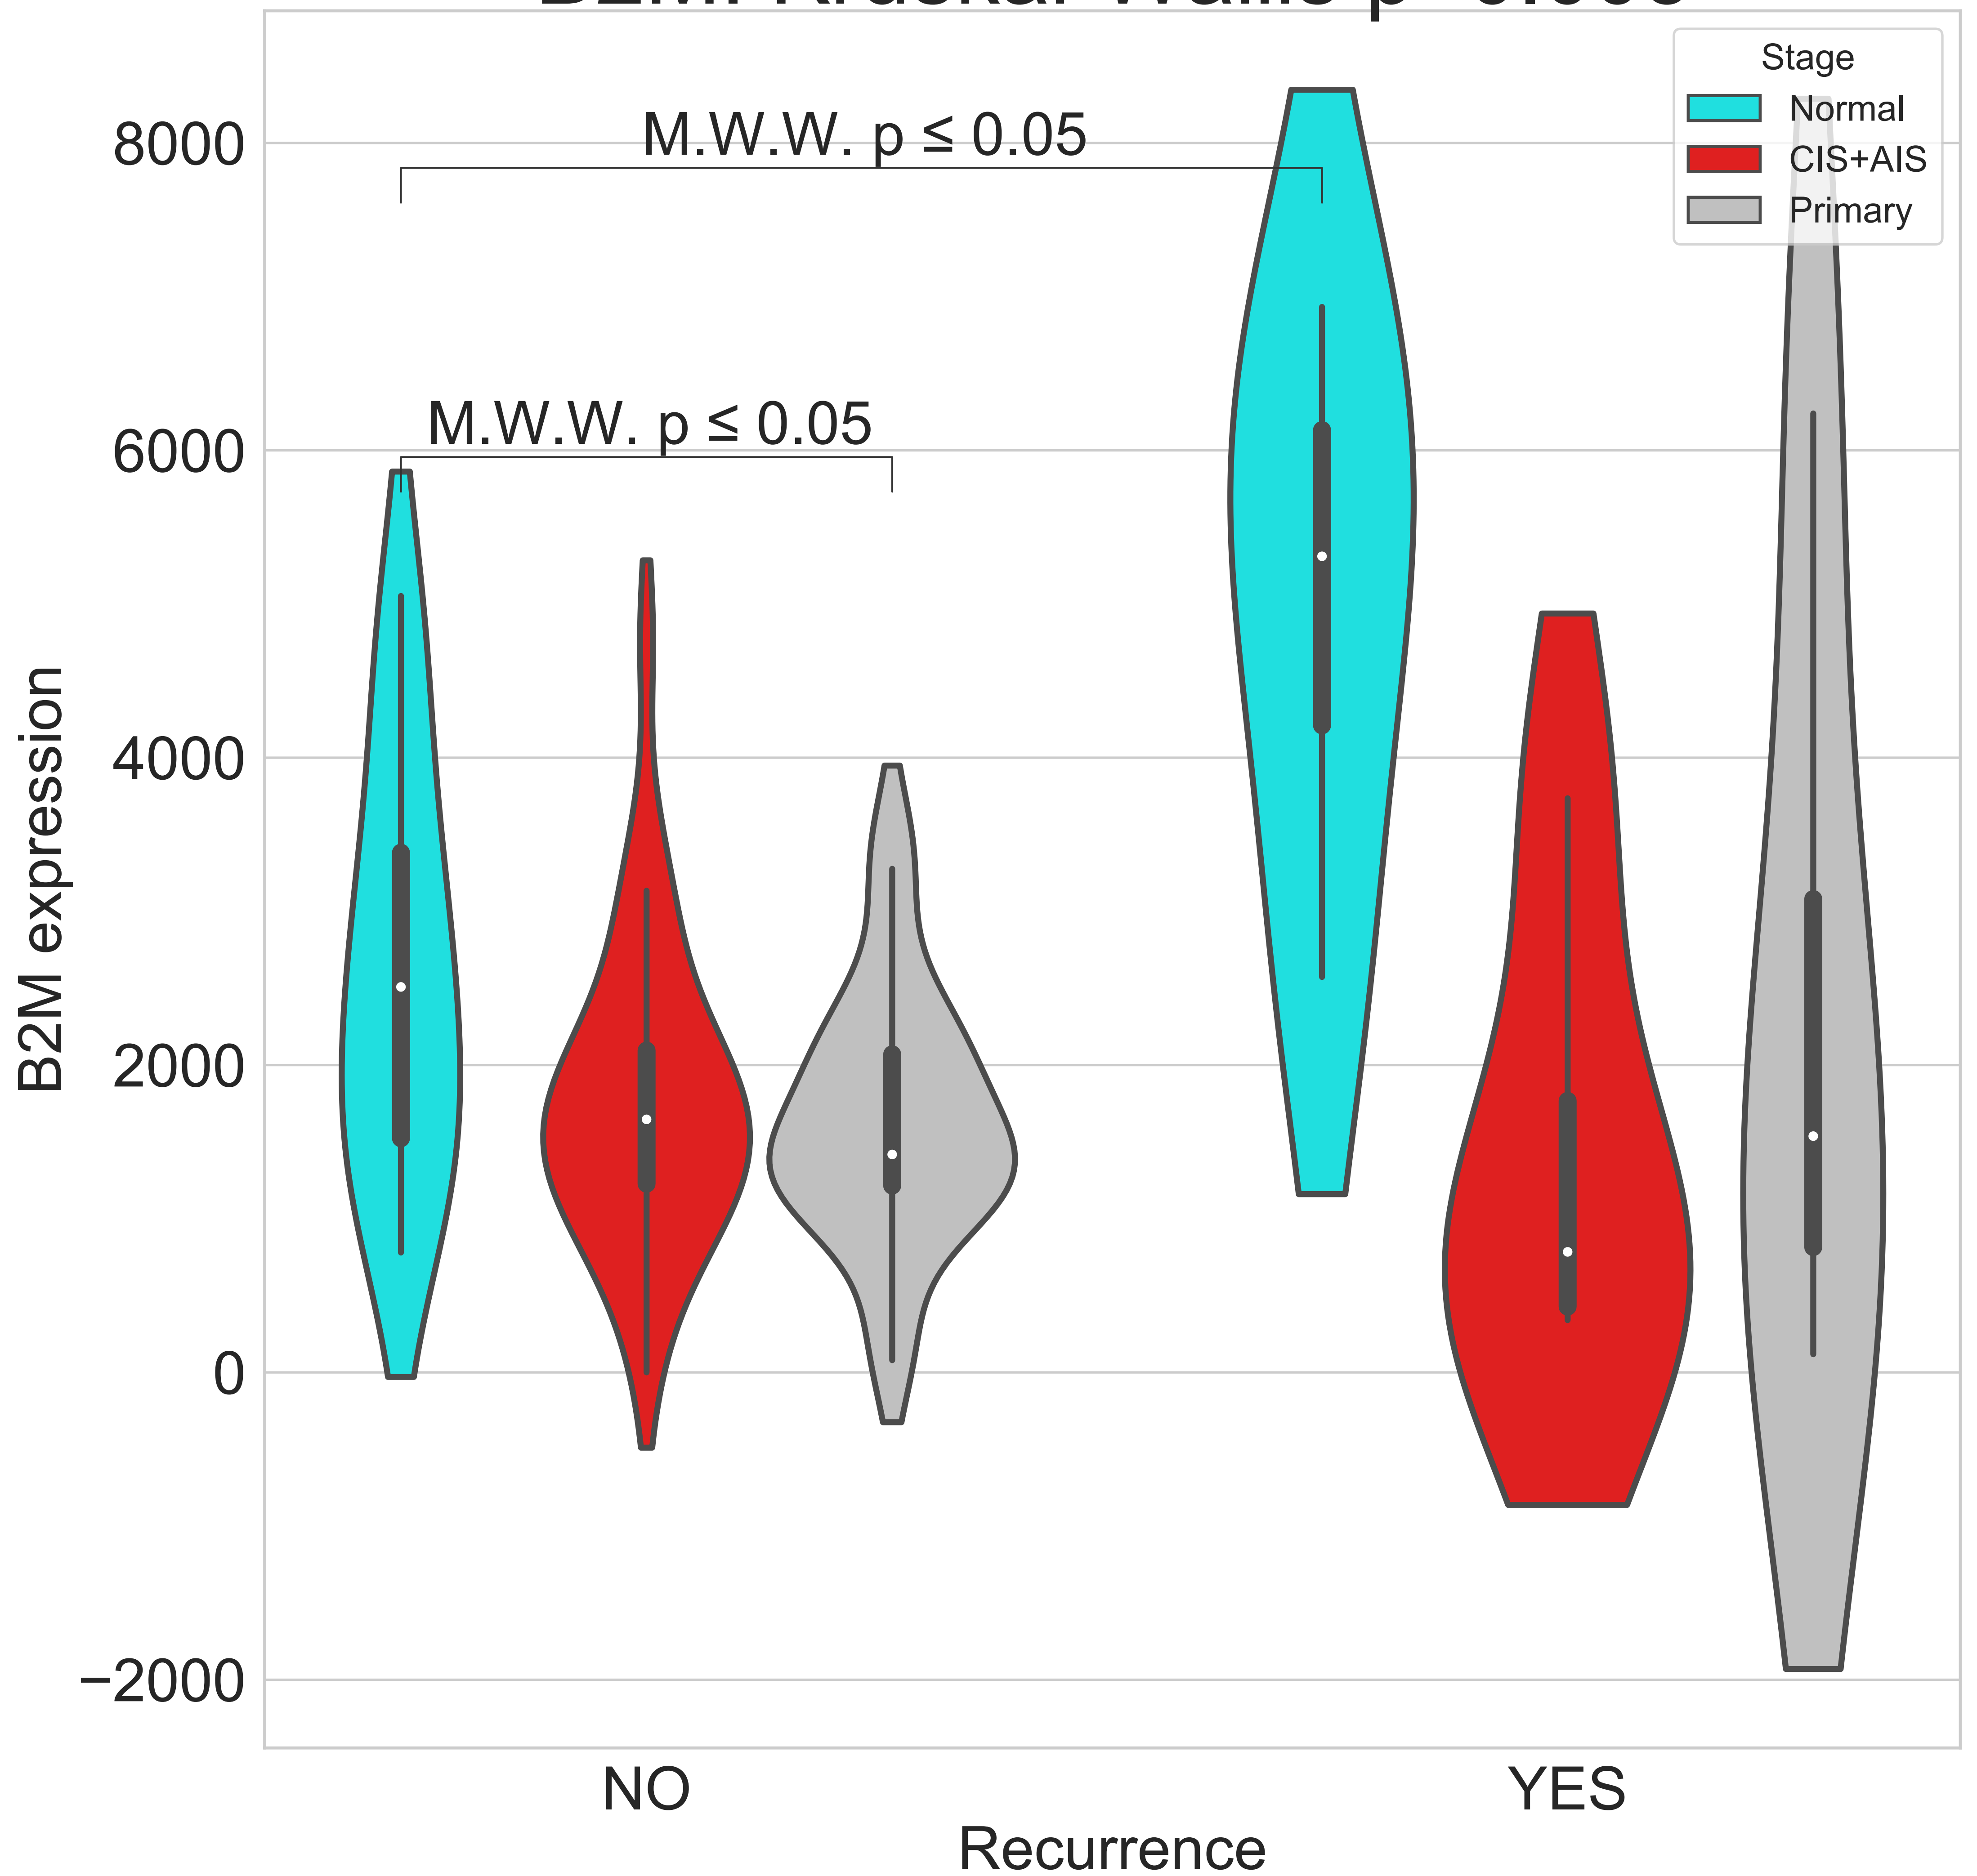 Stage
Normal
CIS+AIS
Primary
M.W.W. p ≤ 0.05
M.W.W. p ≤ 0.05
8000
6000
4000
2000
0
−2000
B2M expression
NO
YES
Recurrence